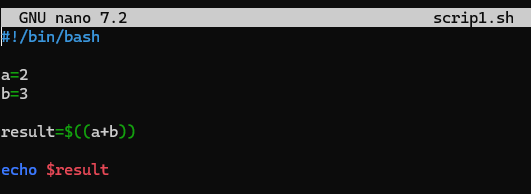 GNU nano 7.2 scrip1.sh
#!/bin/bash
a=2
b=3
result=$((a+b))
echo $result